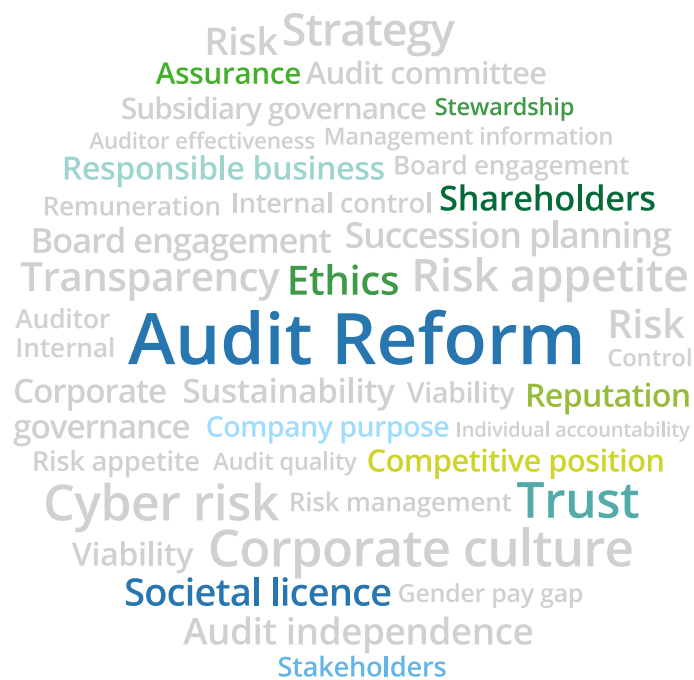 Risk Strategy
Assurance Audit committee
Subsidiary governance Stewardship
Auditor effectiveness Management information
Responsible business Board engagement
Remuneration Internal control Shareholders
Board engagement Succession planning
Transparency Ethics Risk appetite
Auditor Audit Reform Risk
Internal Control
Corporate Sustainability Viability Reputation
governance Company purpose Individual accountability
Risk appetite Audit quality Competitive position
Cyber risk Risk management Trust
Viability Corporate culture
Societal licence Gender pay gap
Audit independence
Stakeholders